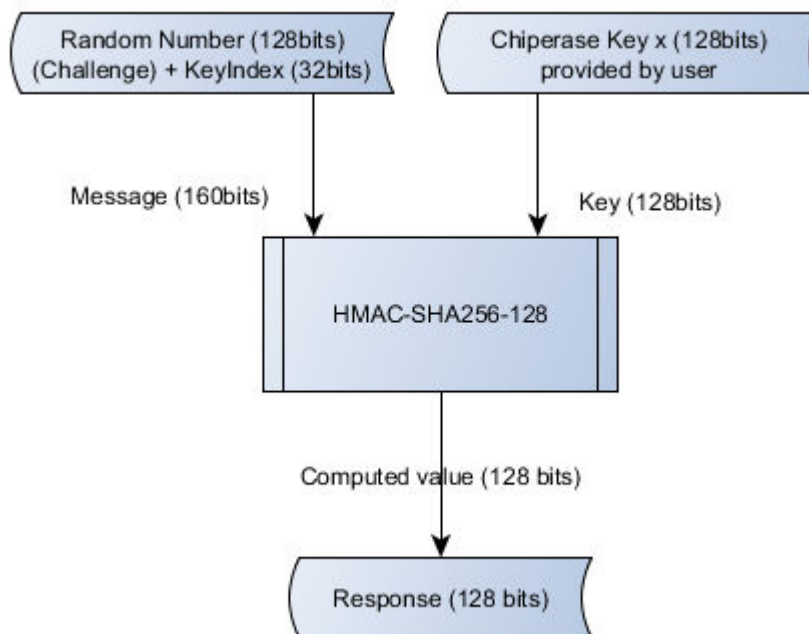 Random Number (128bits)
(Challenge) + KeyIndex (32bits)
Chiperase Key x (128bits)
provided by user
Message (160bits)
Key (128bits)
HMAC-SHA256-128
Computed value (128 bits)
Response (128 bits)